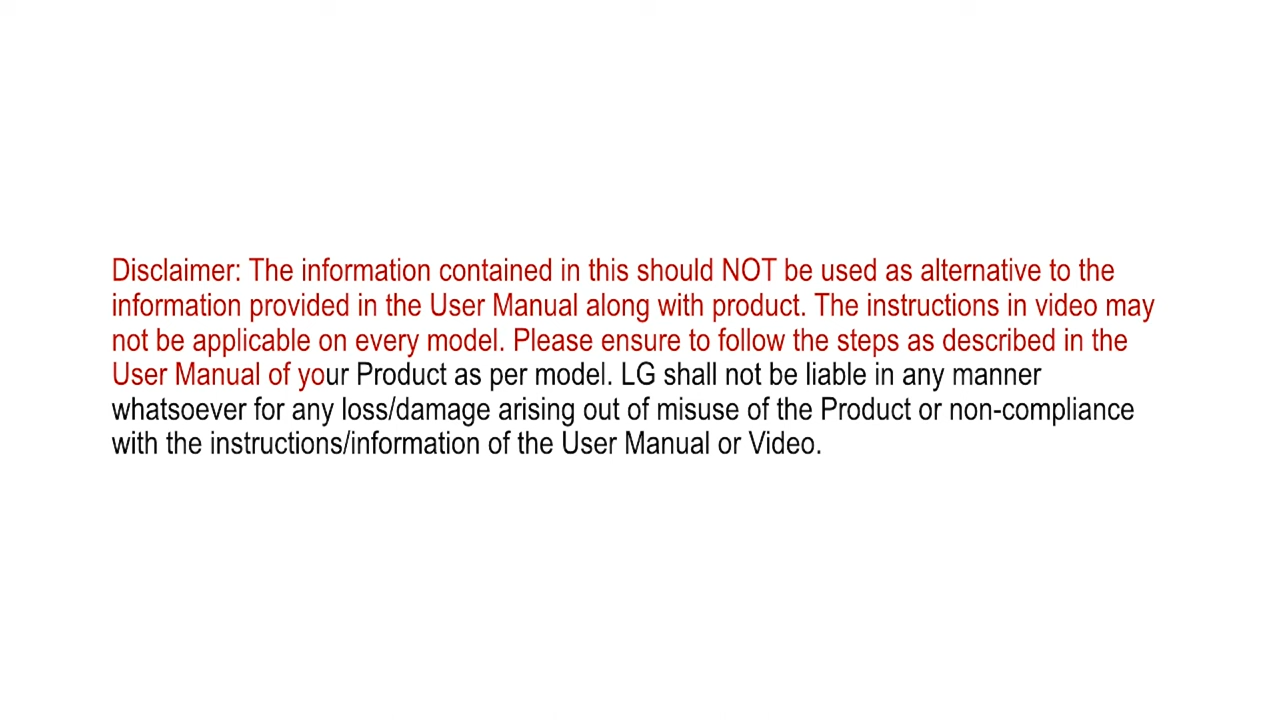 Disclaimer: The information contained in this should NOT be used as alternative to the
information provided in the User Manual along with product. The instructions in video may
not be applicable on every model. Please ensure to follow the steps as described in the
User Manual of your Product as per model. LG shall not be liable in any manner
whatsoever for any loss/damage arising out of misuse of the Product or non-compliance
with the instructions/information of the User Manual or Video.